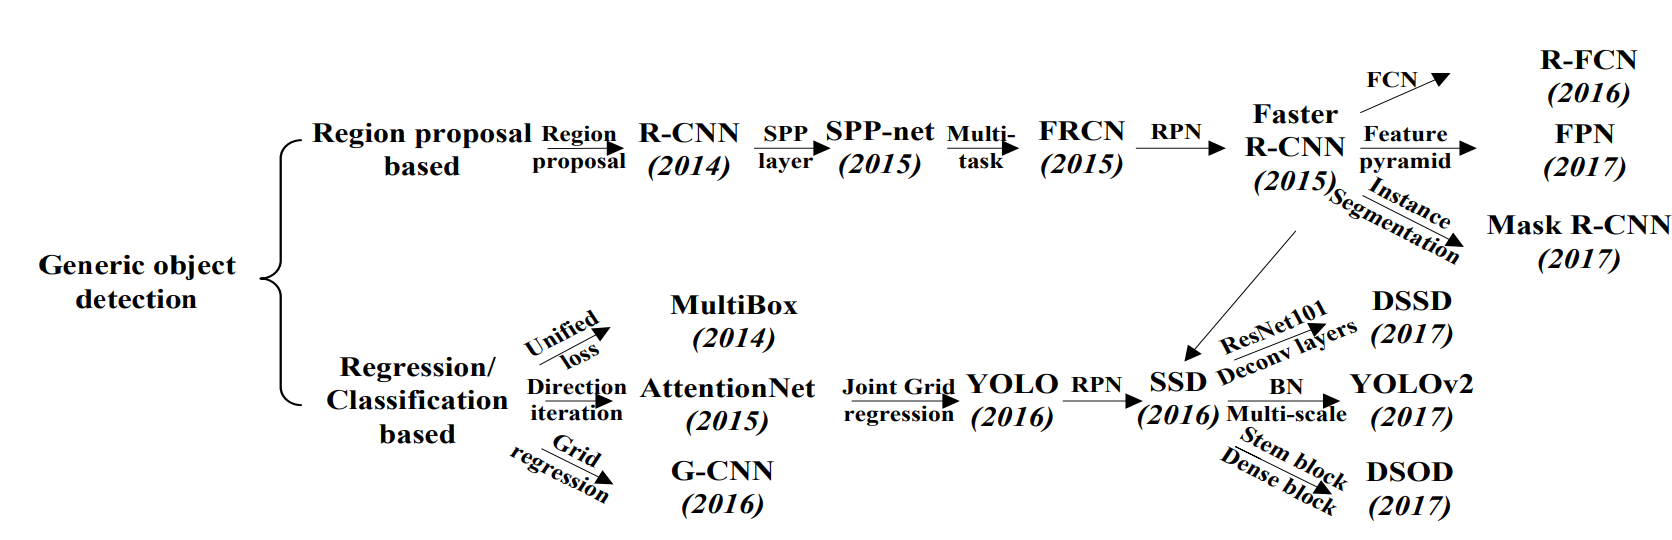 Generic object
detection
Region proposal
based
Region
proposal
R-CNN
(2014)
SPP
layer
SPP-net
(2015)
Multi-
task
FRCN
(2015)
RPN
Faster
R-CNN
(2015)
FCN
R-FCN
(2016)
Feature
pyramid
FPN
(2017)
Instance
Segmentation
Mask R-CNN
(2017)
Regression/
Classification
based
Unified
loss
MultiBox
(2014)
Direction
iteration
AttentionNet
(2015)
Grid
regression
G-CNN
(2016)
Joint Grid
regression
YOLO
(2016)
RPN
SSD
(2016)
ResNet101
Deconv layers
DSSD
(2017)
BN
Multi-scale
YOLOv2
(2017)
Stem block
Dense block
DSOD
(2017)